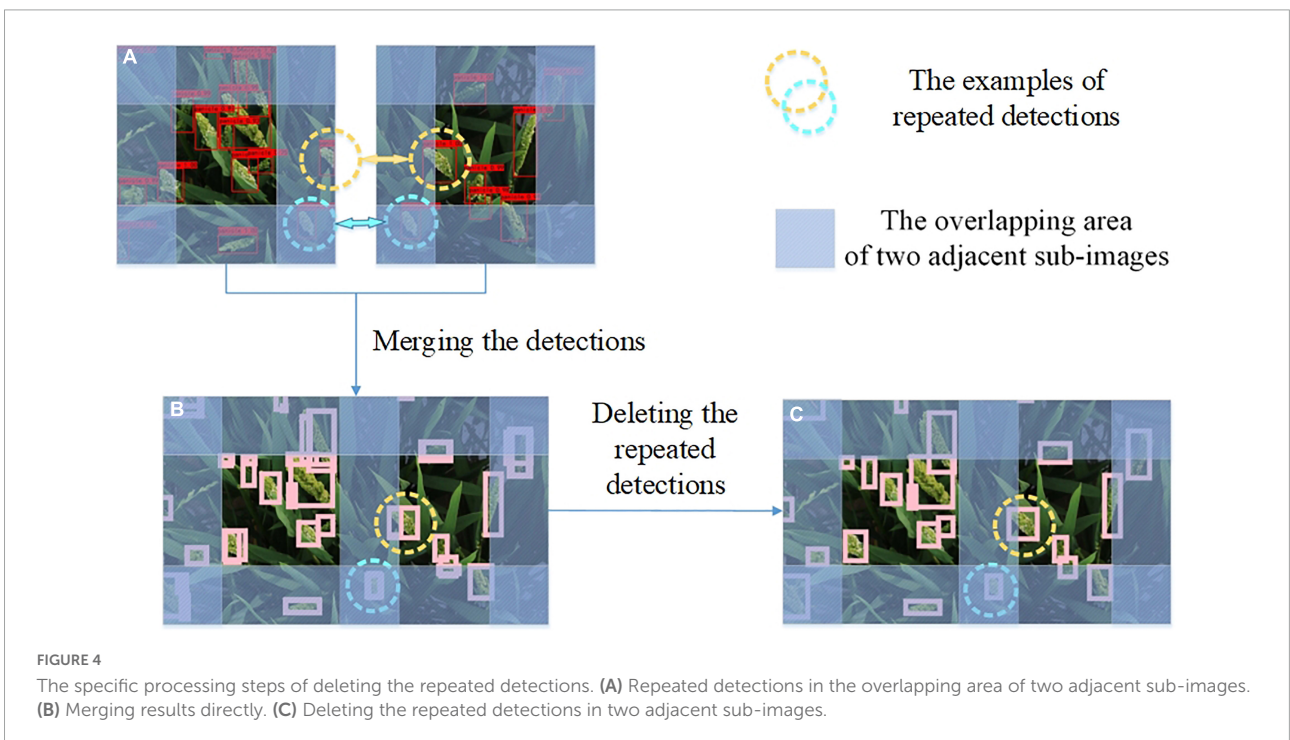 A
The examples of
repeated detections
The overlapping area
of two adjacent sub-images
Merging the detections
B
Deleting the
repeated
detections
C
FIGURE 4
The specific processing steps of deleting the repeated detections. (A) Repeated detections in the overlapping area of two adjacent sub-images.
(B) Merging results directly. (C) Deleting the repeated detections in two adjacent sub-images.